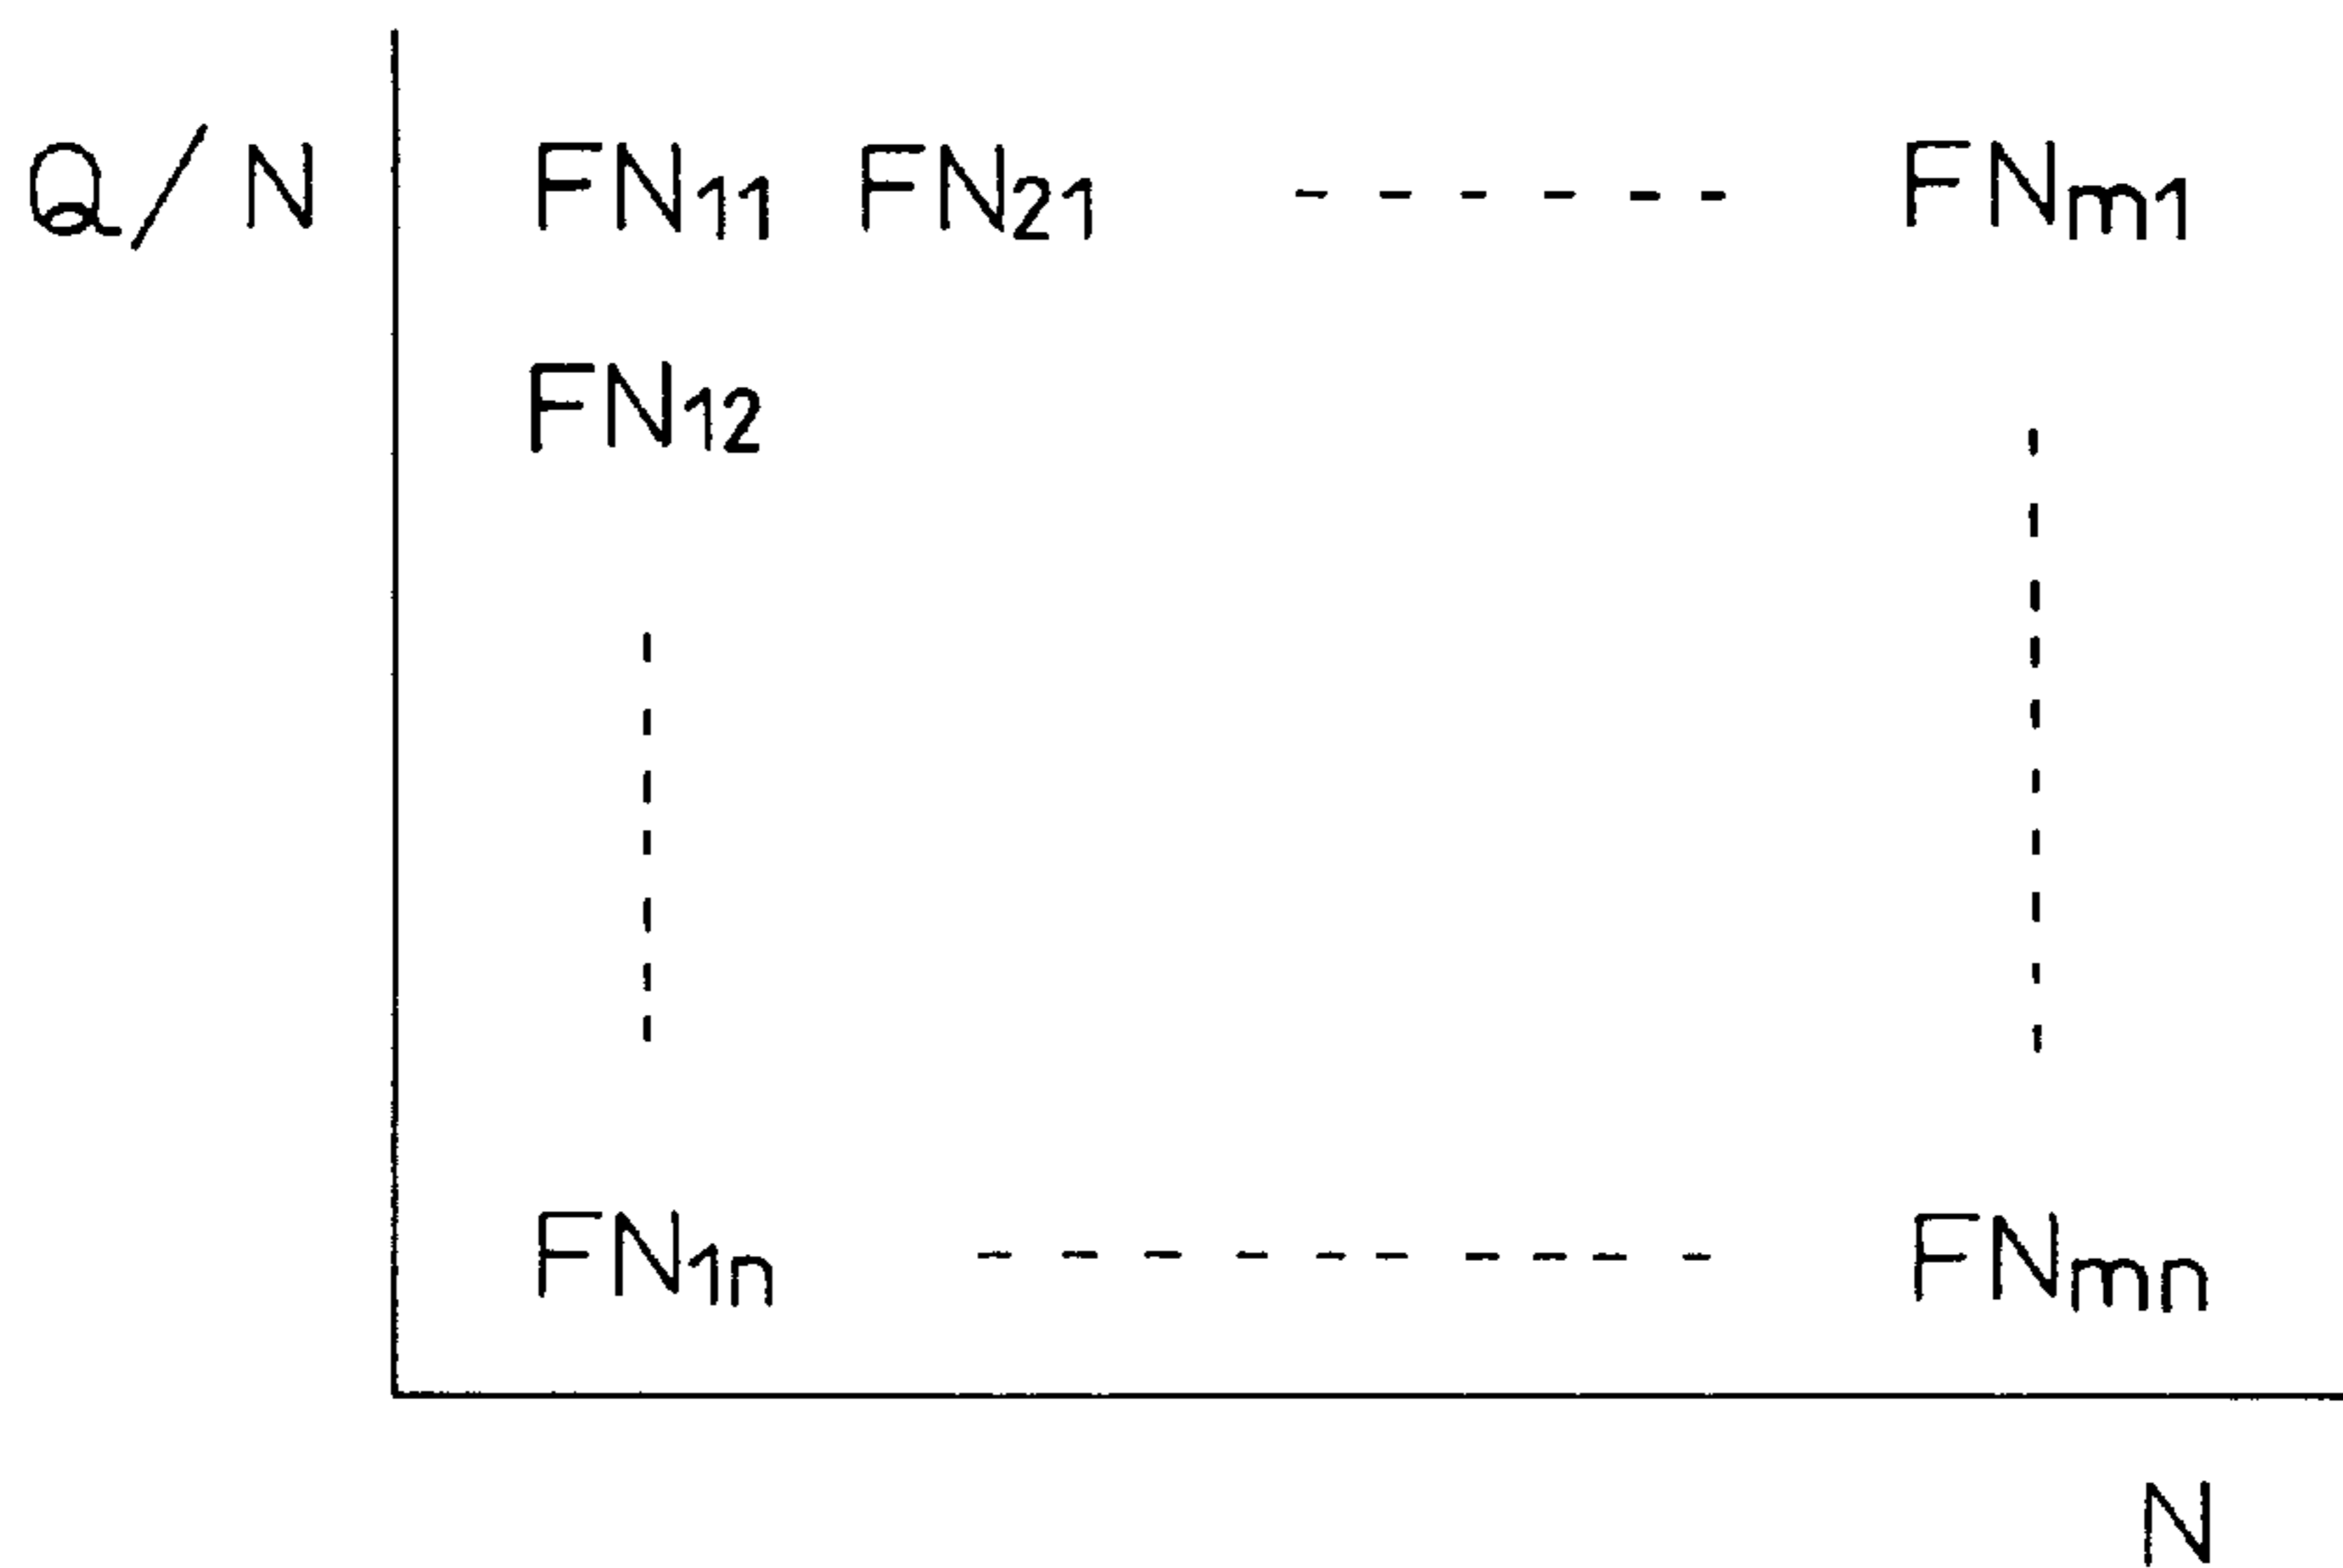 Q/N FN11 FN21 - - - - - - FNm1
FN12
FN1n - - - - - - - - - - FNmn
N